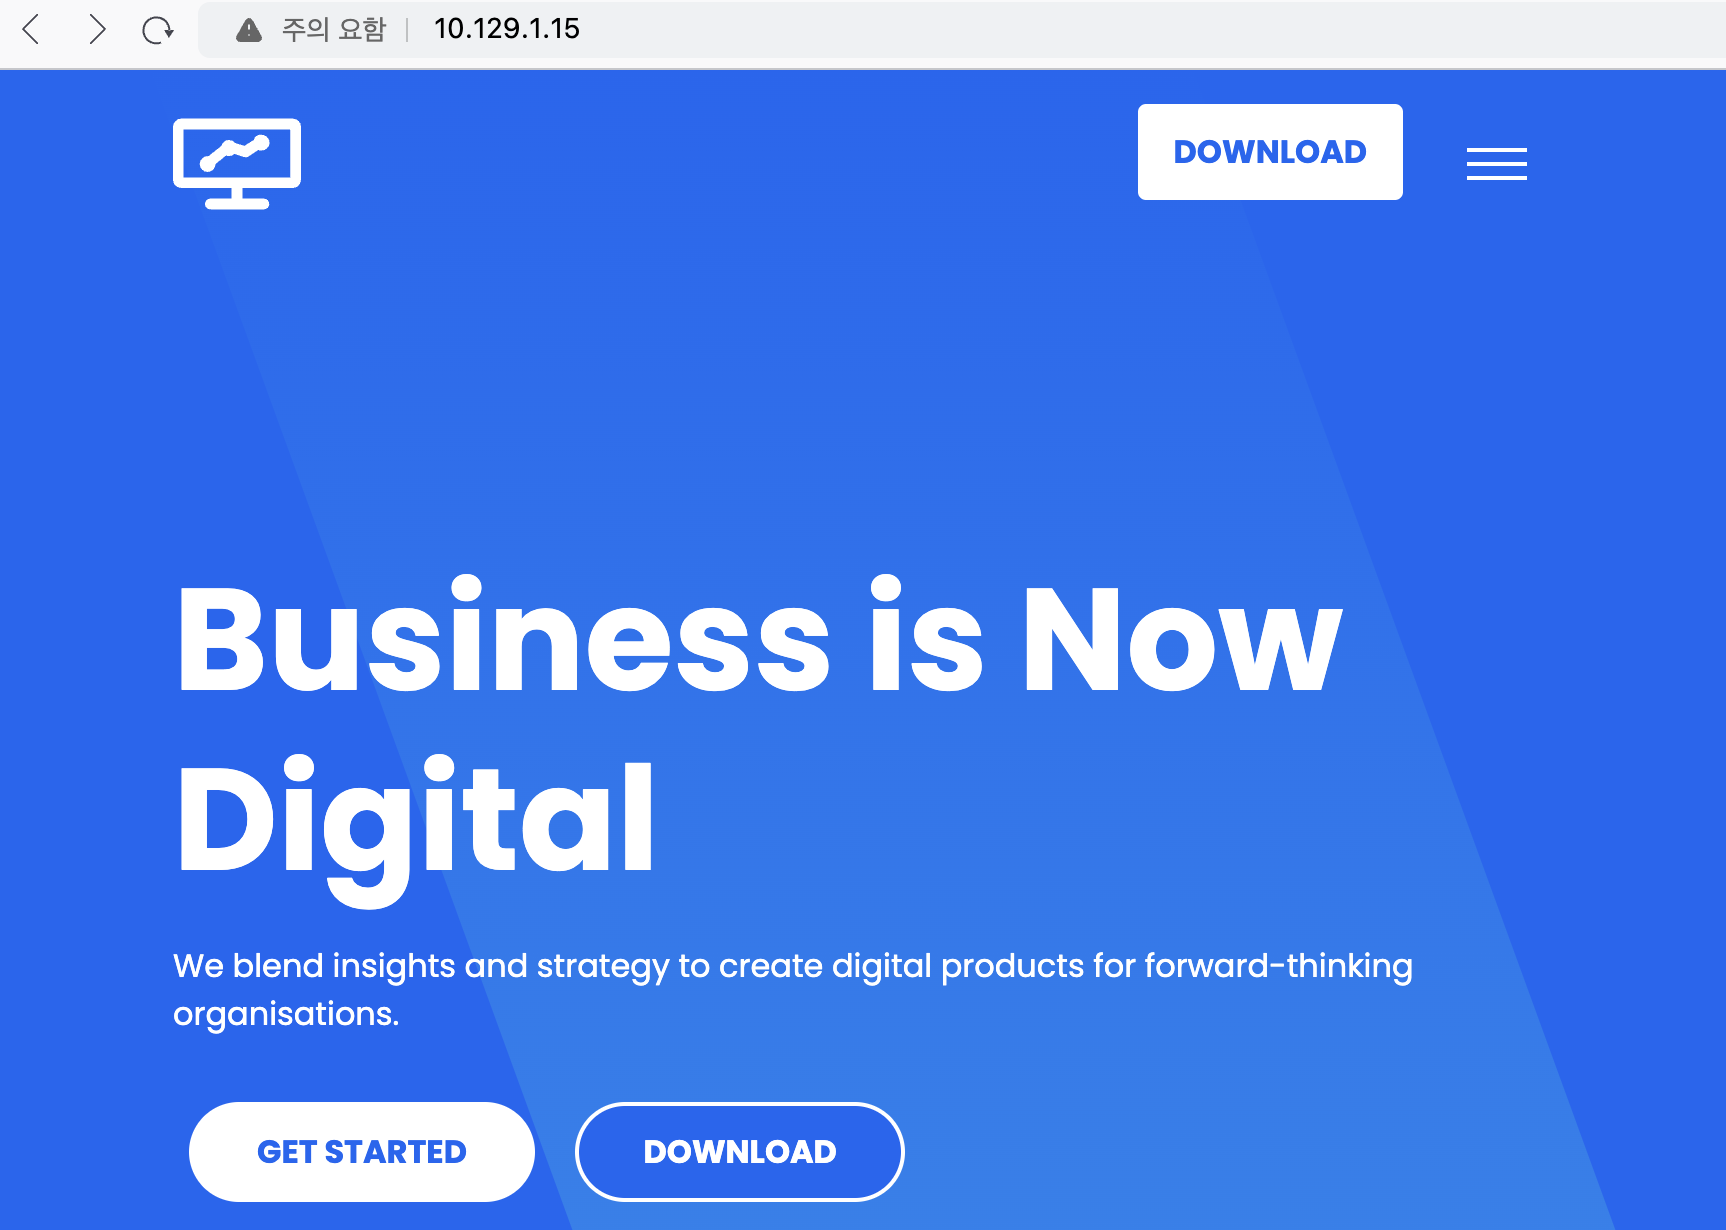 주의 요함 10.129.1.15
DOWNLOAD
Business is Now
Digital
We blend insights and strategy to create digital products for forward-thinking
organisations.
GET STARTED DOWNLOAD